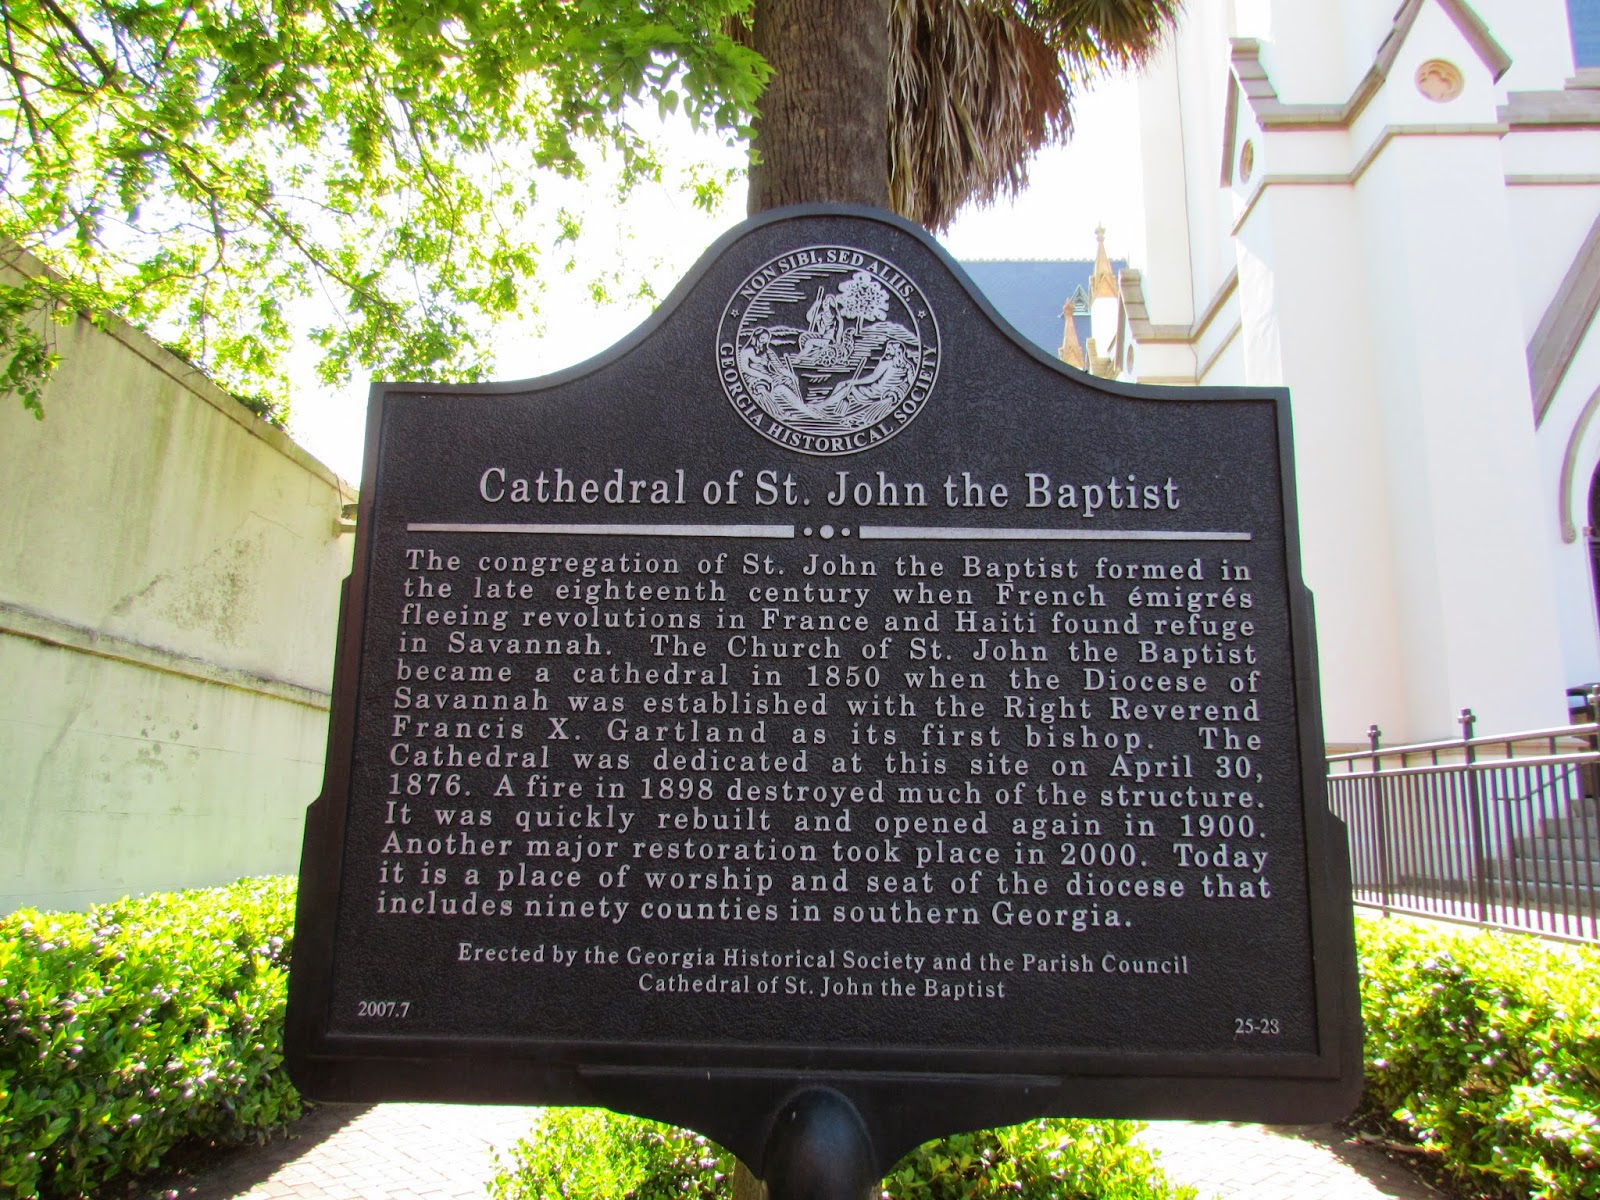 NON SIBI, SED ALIIS.
GEORGIA HISTORICAL SOCIETY
Cathedral of St. John the Baptist
The congregation of St. John the Baptist formed in
the late eighteenth century when French émigrés
fleeing revolutions in France and Haiti found refuge
in Savannah. The Church of St. John the Baptist
became a cathedral in 1850 when the Diocese of
Savannah was established with the Right Reverend
Francis X. Gartland as its first bishop. The
Cathedral was dedicated at this site on April 30,
1876. A fire in 1898 destroyed much of the structure.
It was quickly rebuilt and opened again in 1900.
Another major restoration took place in 2000. Today
it is a place of worship and seat of the diocese that
includes ninety counties in southern Georgia.
Erected by the Georgia Historical Society and the Parish Council
Cathedral of St. John the Baptist
2007.7
25-23